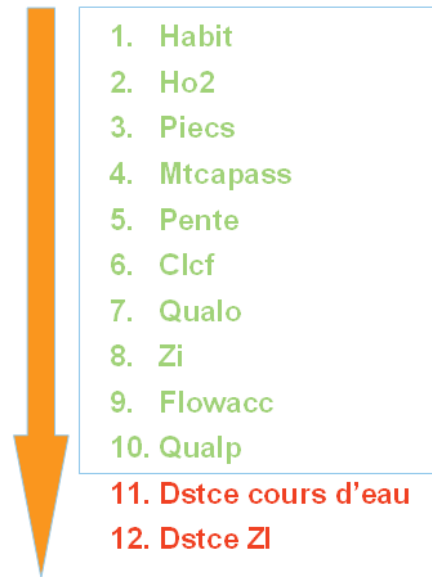 1. Habit
2. Ho2
3. Piecs
4. Mtcapass
5. Pente
6. Clcf
7. Qualo
8. Zi
9. Flowacc
10. Qualp
11. Dstce cours d'eau
12. Dstce ZI